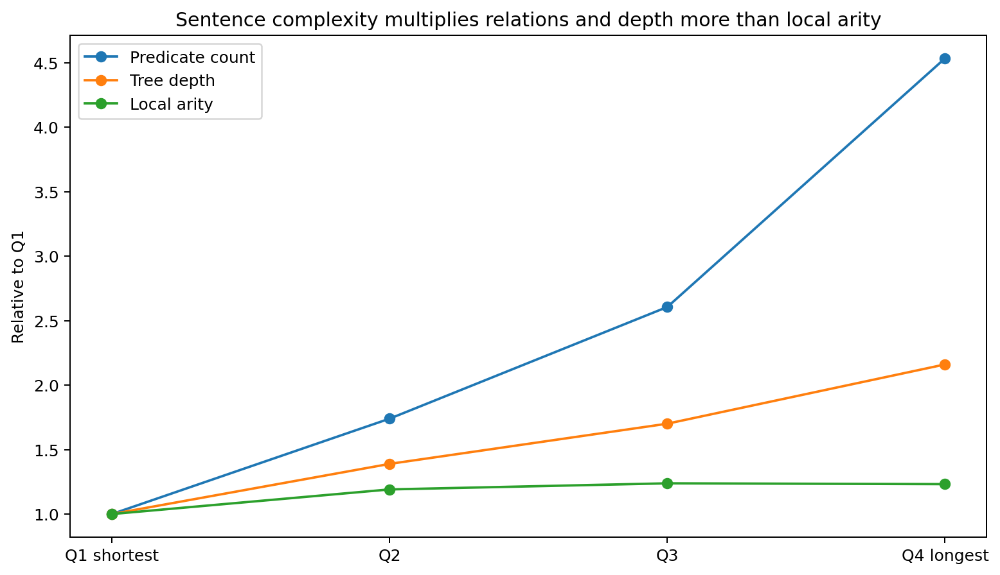 Sentence complexity multiplies relations and depth more than local arity
Predicate count
Tree depth
Local arity
4.5
4.0
3.5
3.0
2.5
2.0
1.5
1.0
Relative to Q1
Q1 shortest
Q2
Q3
Q4 longest